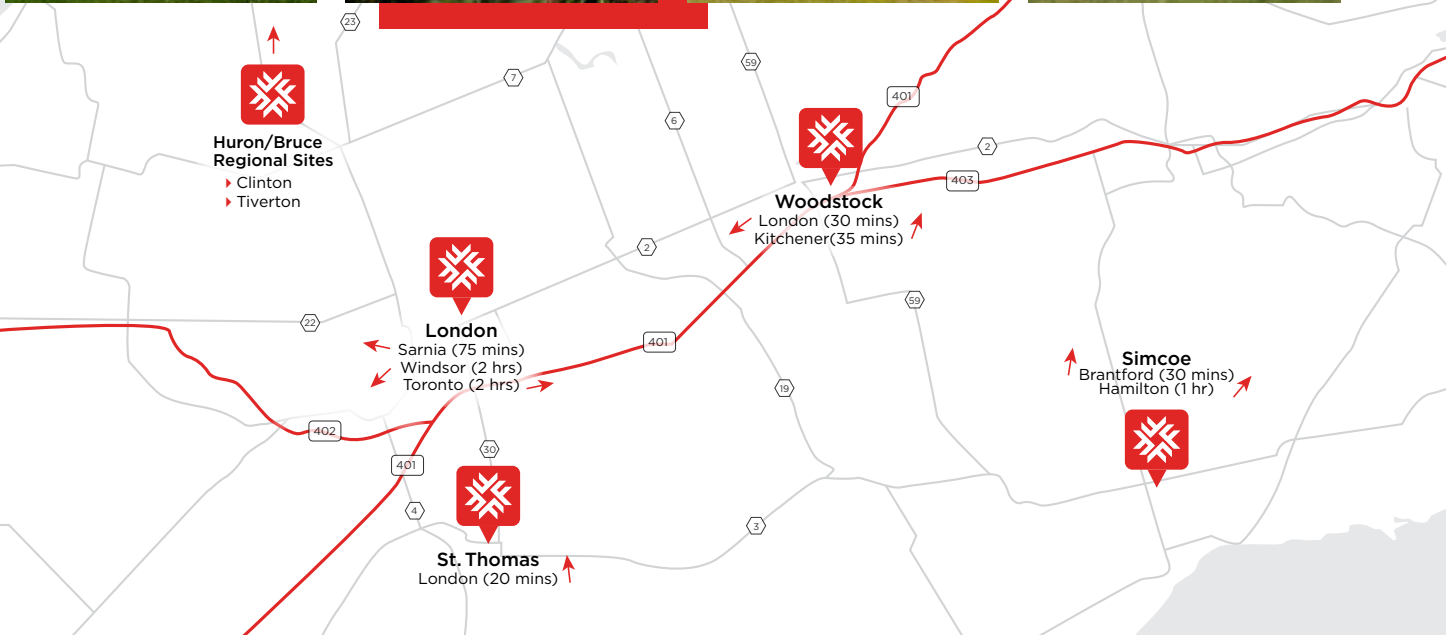 23
7
59
401
6
2
403
Huron/Bruce
Regional Sites
Clinton
Tiverton
Woodstock
London (30 mins)
Kitchener(35 mins)
2
59
22
London
Sarnia (75 mins)
Windsor (2 hrs)
Toronto (2 hrs)
401
19
Simcoe
Brantford (30 mins)
Hamilton (1 hr)
402
401
30
4
3
St. Thomas
London (20 mins)